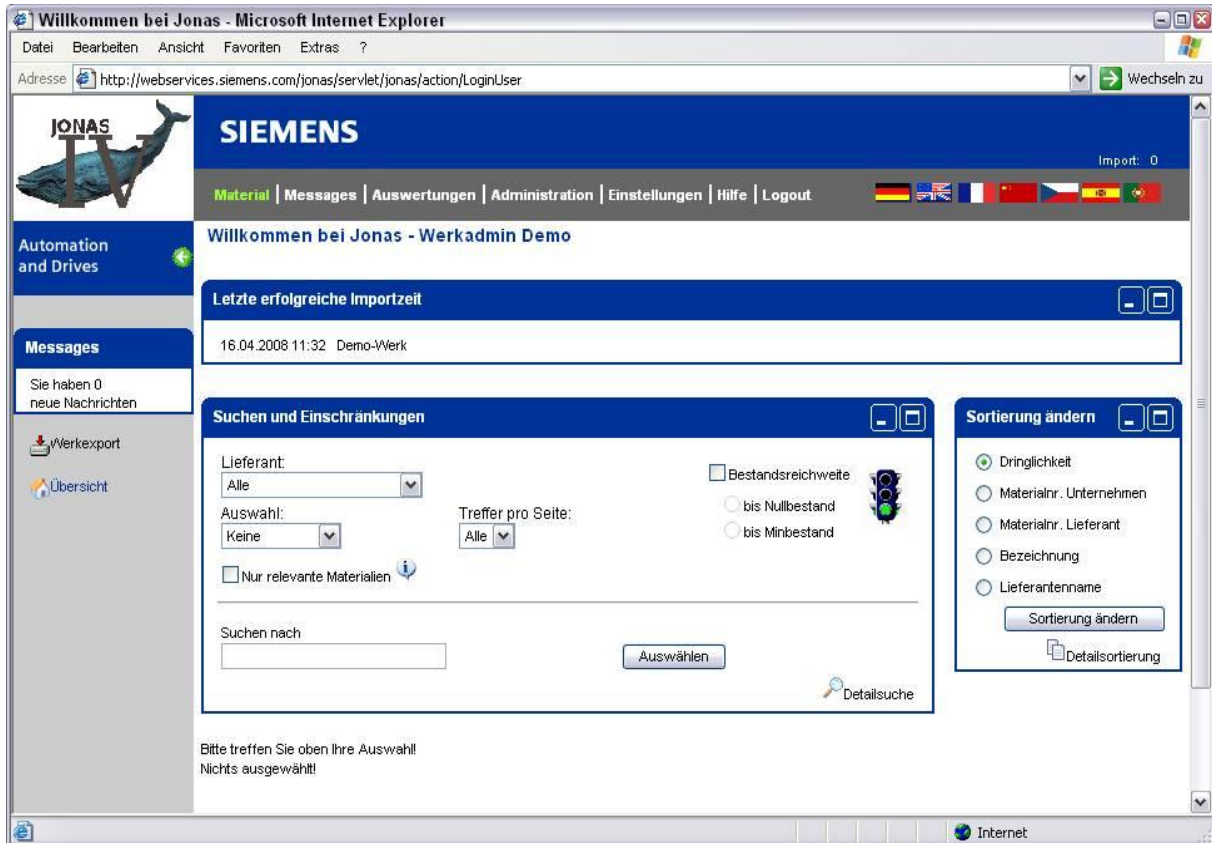 Willkommen bei Jonas - Microsoft Internet Explorer
Datei Bearbeiten Ansicht Favoriten Extras ?
Adresse http://webservices.siemens.com/jonas/servlet/jonas/action/LoginUser Wechseln zu
JONAS
IV
SIEMENS
Import: 0
Material | Messages | Auswertungen | Administration | Einstellungen | Hilfe | Logout
Automation
and Drives
Willkommen bei Jonas - Werkadmin Demo
Letzte erfolgreiche Importzeit
16.04.2008 11:32 Demo-Werk
Messages
Sie haben 0
neue Nachrichten
Werkexport
Übersicht
Suchen und Einschränkungen
Lieferant:
Alle
Auswahl:
Keine
Treffer pro Seite:
Alle
Bestandsreichweite
bis Nullbestand
bis Minbestand
Nur relevante Materialien
Suchen nach
Auswählen
Detailsuche
Sortierung ändern
Dringlichkeit
Materialnr. Unternehmen
Materialnr. Lieferant
Bezeichnung
Lieferantenname
Sortierung ändern
Detailsortierung
Bitte treffen Sie oben Ihre Auswahl!
Nichts ausgewählt!
Internet